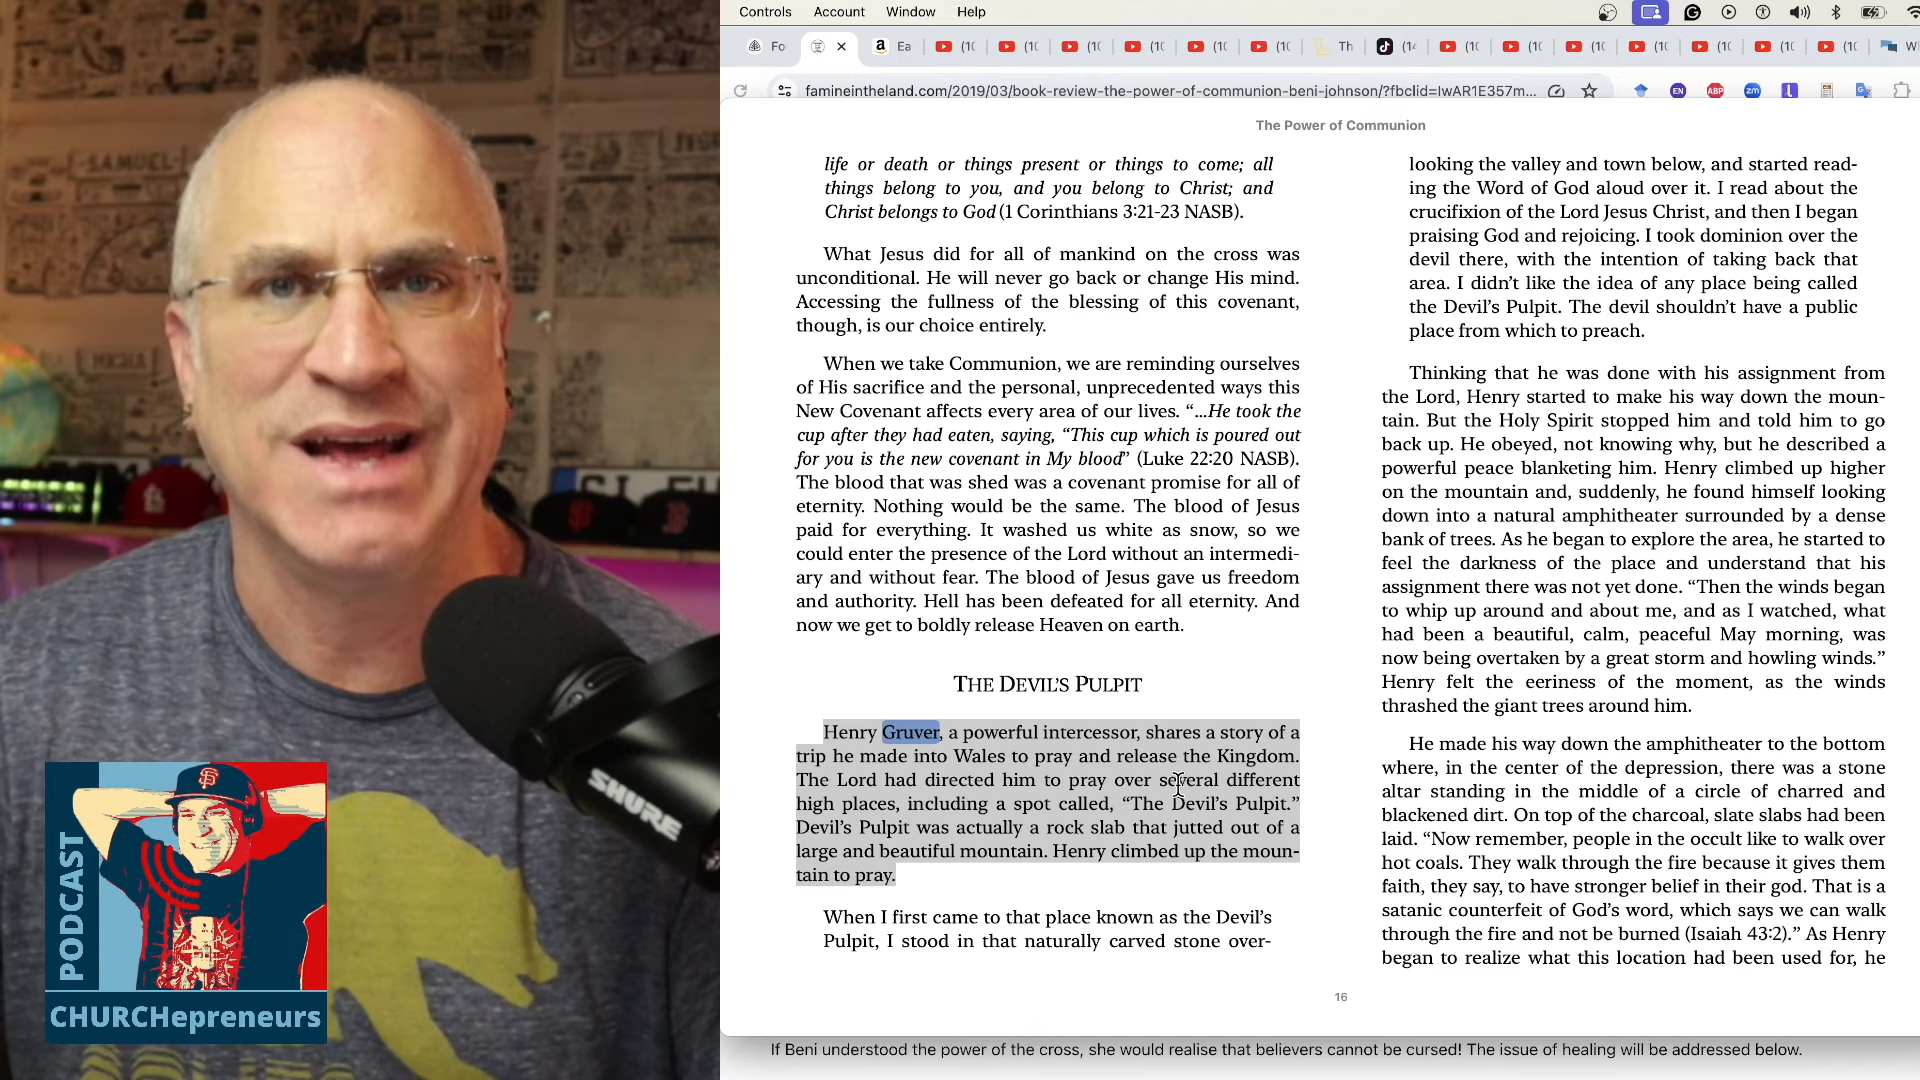 Controls Account Window Help
Fo
Ea
Th
famineintheland.com/2019/03/book-review-the-power-of-communion-beni-johnson/?fbclid=IwAR1E357m...
EN ABP zm
The Power of Communion
life or death or things present or things to come; all
things belong to you, and you belong to Christ; and
Christ belongs to God (1 Corinthians 3:21-23 NASB).
What Jesus did for all of mankind on the cross was
unconditional. He will never go back or change His mind.
Accessing the fullness of the blessing of this covenant,
though, is our choice entirely.
When we take Communion, we are reminding ourselves
of His sacrifice and the personal, unprecedented ways this
New Covenant affects every area of our lives. “...He took the
cup after they had eaten, saying, “This cup which is poured out
for you is the new covenant in My blood” (Luke 22:20 NASB).
The blood that was shed was a covenant promise for all of
eternity. Nothing would be the same. The blood of Jesus
paid for everything. It washed us white as snow, so we
could enter the presence of the Lord without an intermedi-
ary and without fear. The blood of Jesus gave us freedom
and authority. Hell has been defeated for all eternity. And
now we get to boldly release Heaven on earth.
THE DEVIL’S PULPIT
Henry Gruver, a powerful intercessor, shares a story of a
trip he made into Wales to pray and release the Kingdom.
The Lord had directed him to pray over several different
high places, including a spot called, “The Devil’s Pulpit.”
Devil’s Pulpit was actually a rock slab that jutted out of a
large and beautiful mountain. Henry climbed up the moun-
tain to pray.
When I first came to that place known as the Devil’s
Pulpit, I stood in that naturally carved stone over-
looking the valley and town below, and started read-
ing the Word of God aloud over it. I read about the
crucifixion of the Lord Jesus Christ, and then I began
praising God and rejoicing. I took dominion over the
devil there, with the intention of taking back that
area. I didn’t like the idea of any place being called
the Devil’s Pulpit. The devil shouldn’t have a public
place from which to preach.
Thinking that he was done with his assignment from
the Lord, Henry started to make his way down the moun-
tain. But the Holy Spirit stopped him and told him to go
back up. He obeyed, not knowing why, but he described a
powerful peace blanketing him. Henry climbed up higher
on the mountain and, suddenly, he found himself looking
down into a natural amphitheater surrounded by a dense
bank of trees. As he began to explore the area, he started to
feel the darkness of the place and understand that his
assignment there was not yet done. “Then the winds began
to whip up around and about me, and as I watched, what
had been a beautiful, calm, peaceful May morning, was
now being overtaken by a great storm and howling winds.”
Henry felt the eeriness of the moment, as the winds
thrashed the giant trees around him.
He made his way down the amphitheater to the bottom
where, in the center of the depression, there was a stone
altar standing in the middle of a circle of charred and
blackened dirt. On top of the charcoal, slate slabs had been
laid. “Now remember, people in the occult like to walk over
hot coals. They walk through the fire because it gives them
faith, they say, to have stronger belief in their god. That is a
satanic counterfeit of God’s word, which says we can walk
through the fire and not be burned (Isaiah 43:2).” As Henry
began to realize what this location had been used for, he
16
If Beni understood the power of the cross, she would realise that believers cannot be cursed! The issue of healing will be addressed below.
SAMUEL
MICHA
SHURE
PODCAST
CHURCHepreneurs